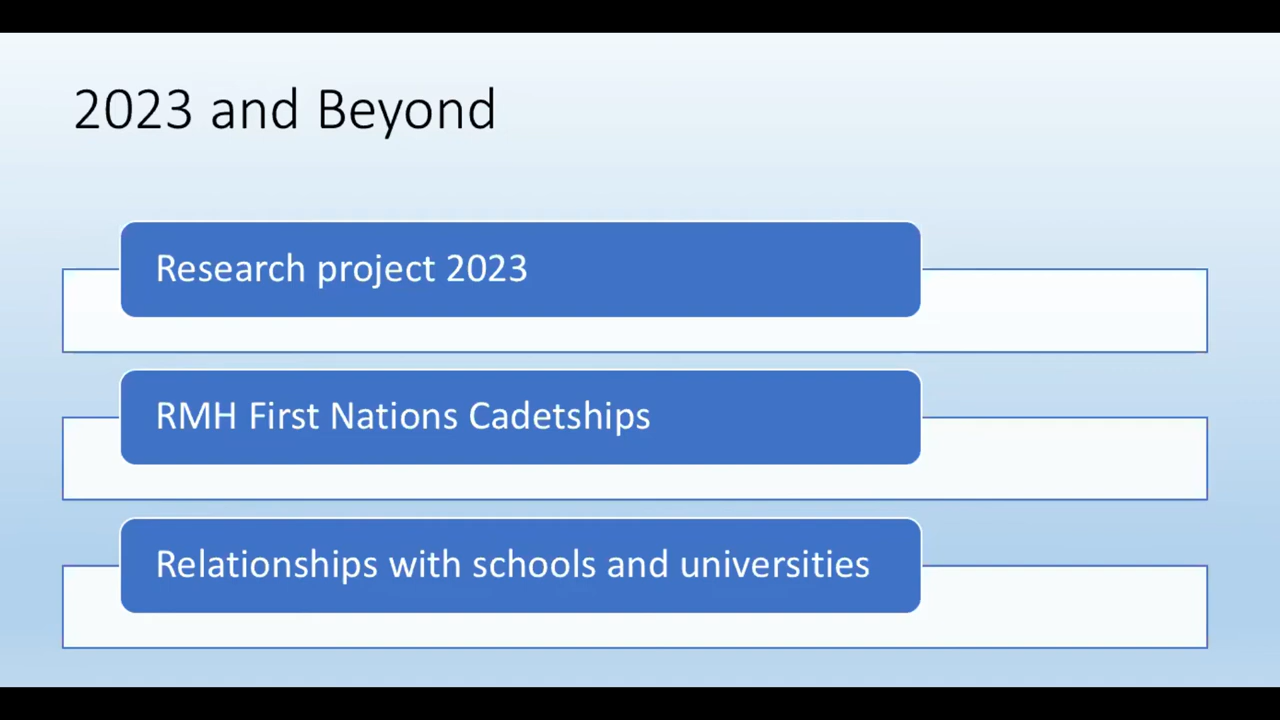 2023 and Beyond
Research project 2023
RMH First Nations Cadetships
Relationships with schools and universities